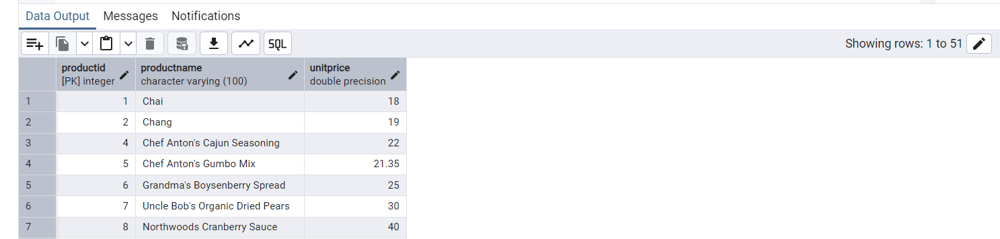 Data Output Messages Notifications
SQL Showing rows: 1 to 51
productid productname unitprice
[PK] integer character varying (100) double precision
1 1 Chai 18
2 2 Chang 19
3 4 Chef Anton's Cajun Seasoning 22
4 5 Chef Anton's Gumbo Mix 21.35
5 6 Grandma's Boysenberry Spread 25
6 7 Uncle Bob's Organic Dried Pears 30
7 8 Northwoods Cranberry Sauce 40